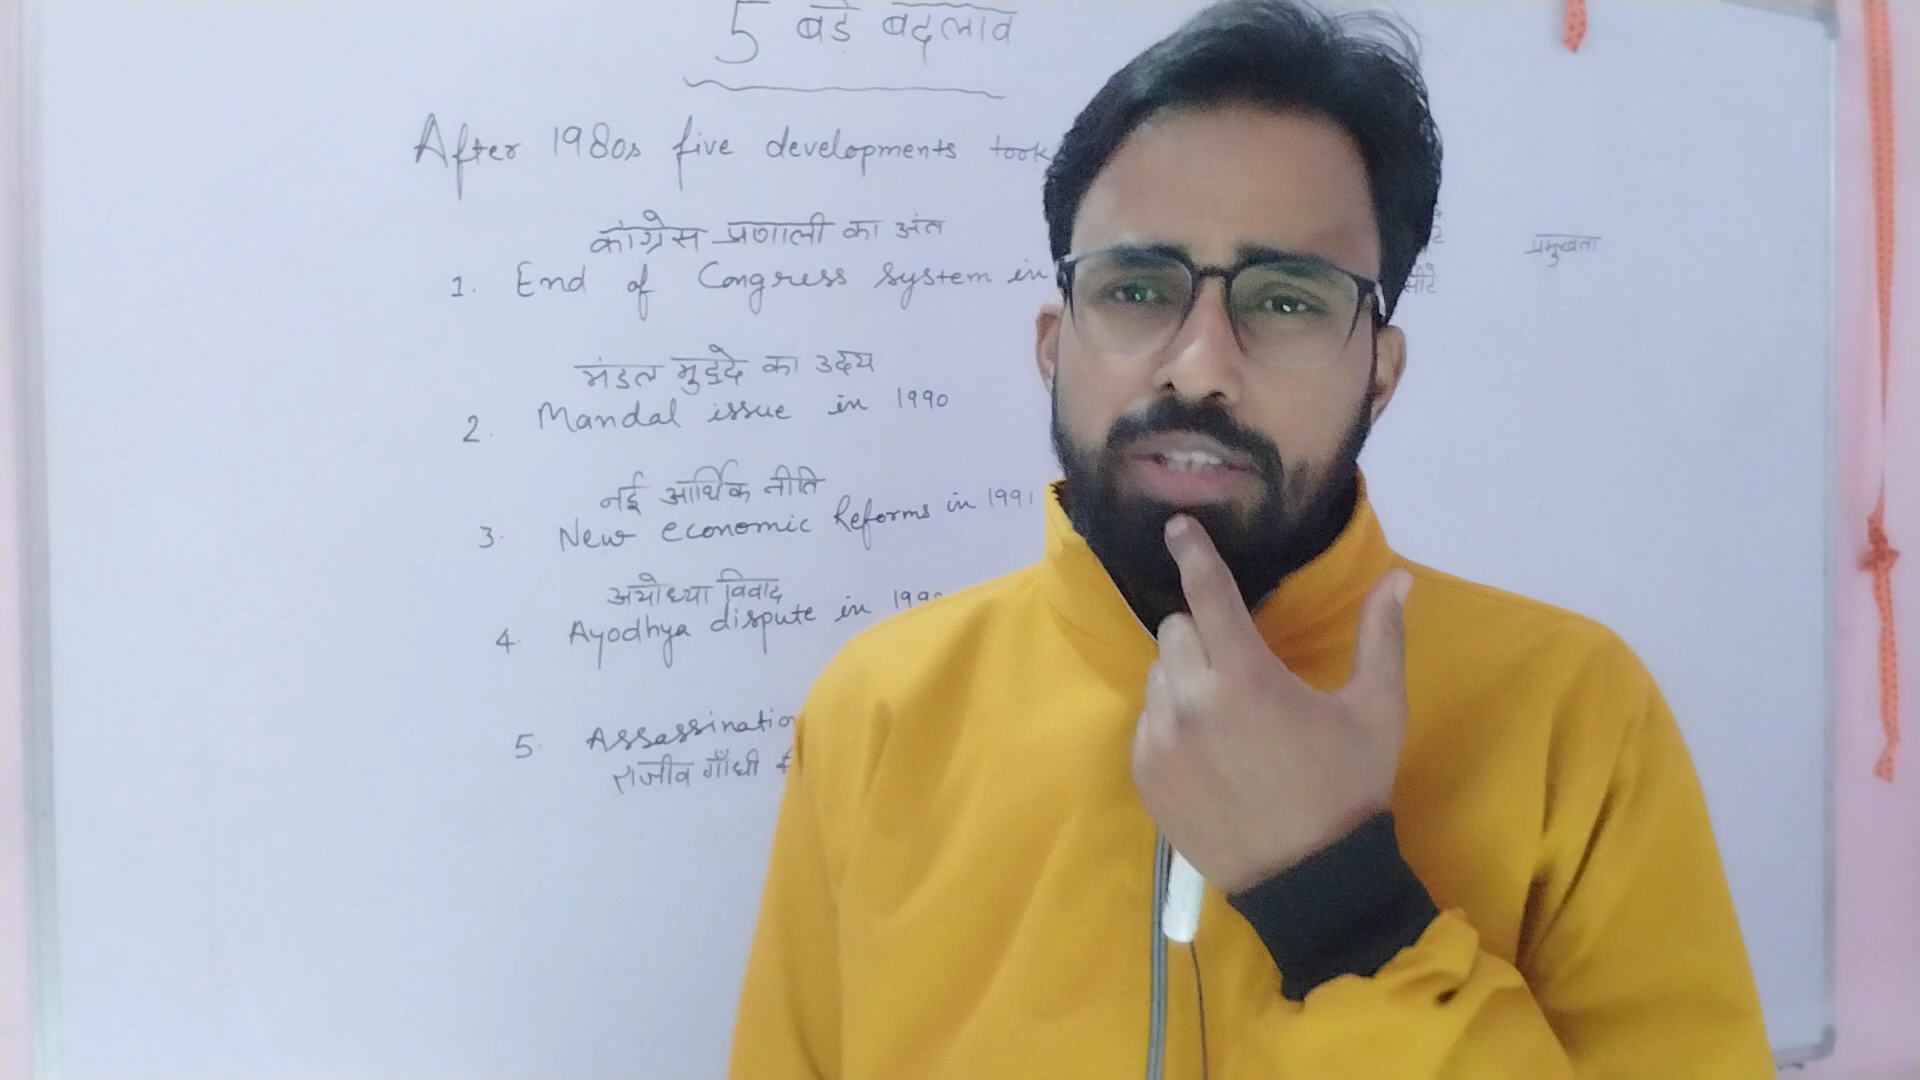 5 बड़े बदलाव
After 1980s five developments took
कांग्रेस प्रणाली का अंत
1. End of Congress system in
मंडल मुद्दे का उदय
2. Mandal issue in 1990
नई आर्थिक नीति
3. New economic Reforms in 1991
अयोध्या विवाद
4. Ayodhya dispute in
5. Assassination
राजीव गाँधी
प्रमुखता